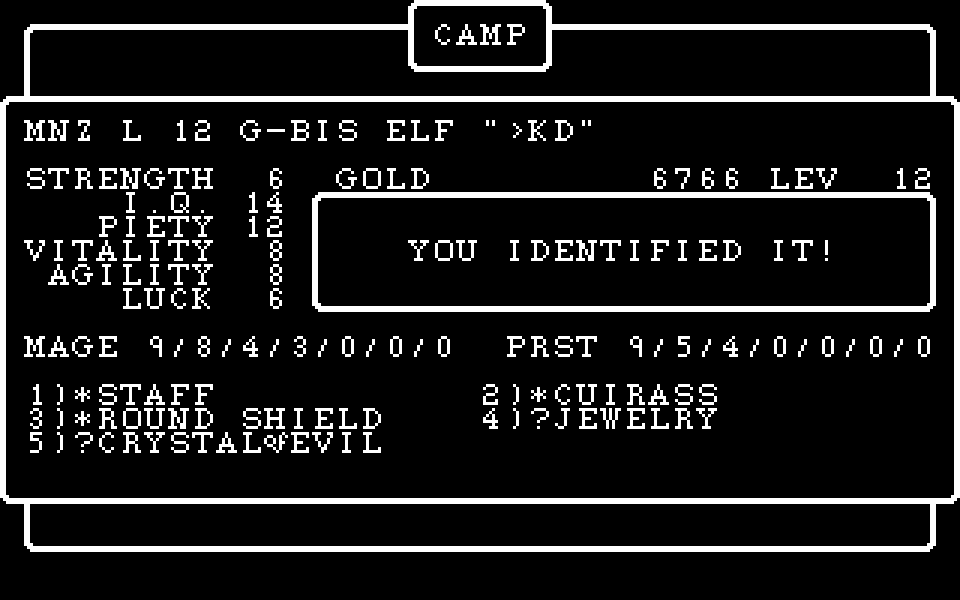 CAMP
MNZ L 12 G-BIS ELF ">KD"
STRENGTH 6 GOLD 6766 LEV 12
I.Q. 14
PIETY 12
YOU IDENTIFIED IT!
VITALITY 8
AGILITY 8
LUCK 6
MAGE 9/8/4/3/0/0/0 PRST 9/5/4/0/0/0/0
1)*STAFF 2)*CUIRASS
3)*ROUND SHIELD 4)?JEWELRY
5)?CRYSTAL of EVIL